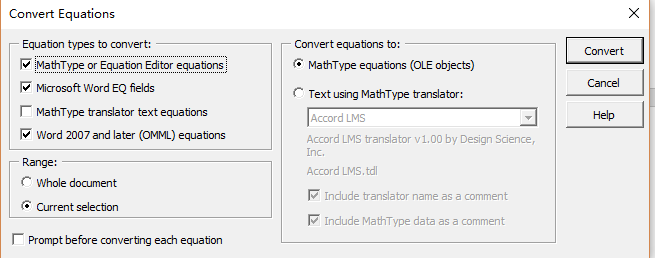 Convert Equations
Equation types to convert:
MathType or Equation Editor equations
Microsoft Word EQ fields
MathType translator text equations
Word 2007 and later (OMML) equations
Range:
Whole document
Current selection
Prompt before converting each equation
Convert equations to:
MathType equations (OLE objects)
Text using MathType translator:
Accord LMS
Accord LMS translator v1.00 by Design Science,
Inc.
Accord LMS.tdl
Include translator name as a comment
Include MathType data as a comment
Convert
Cancel
Help